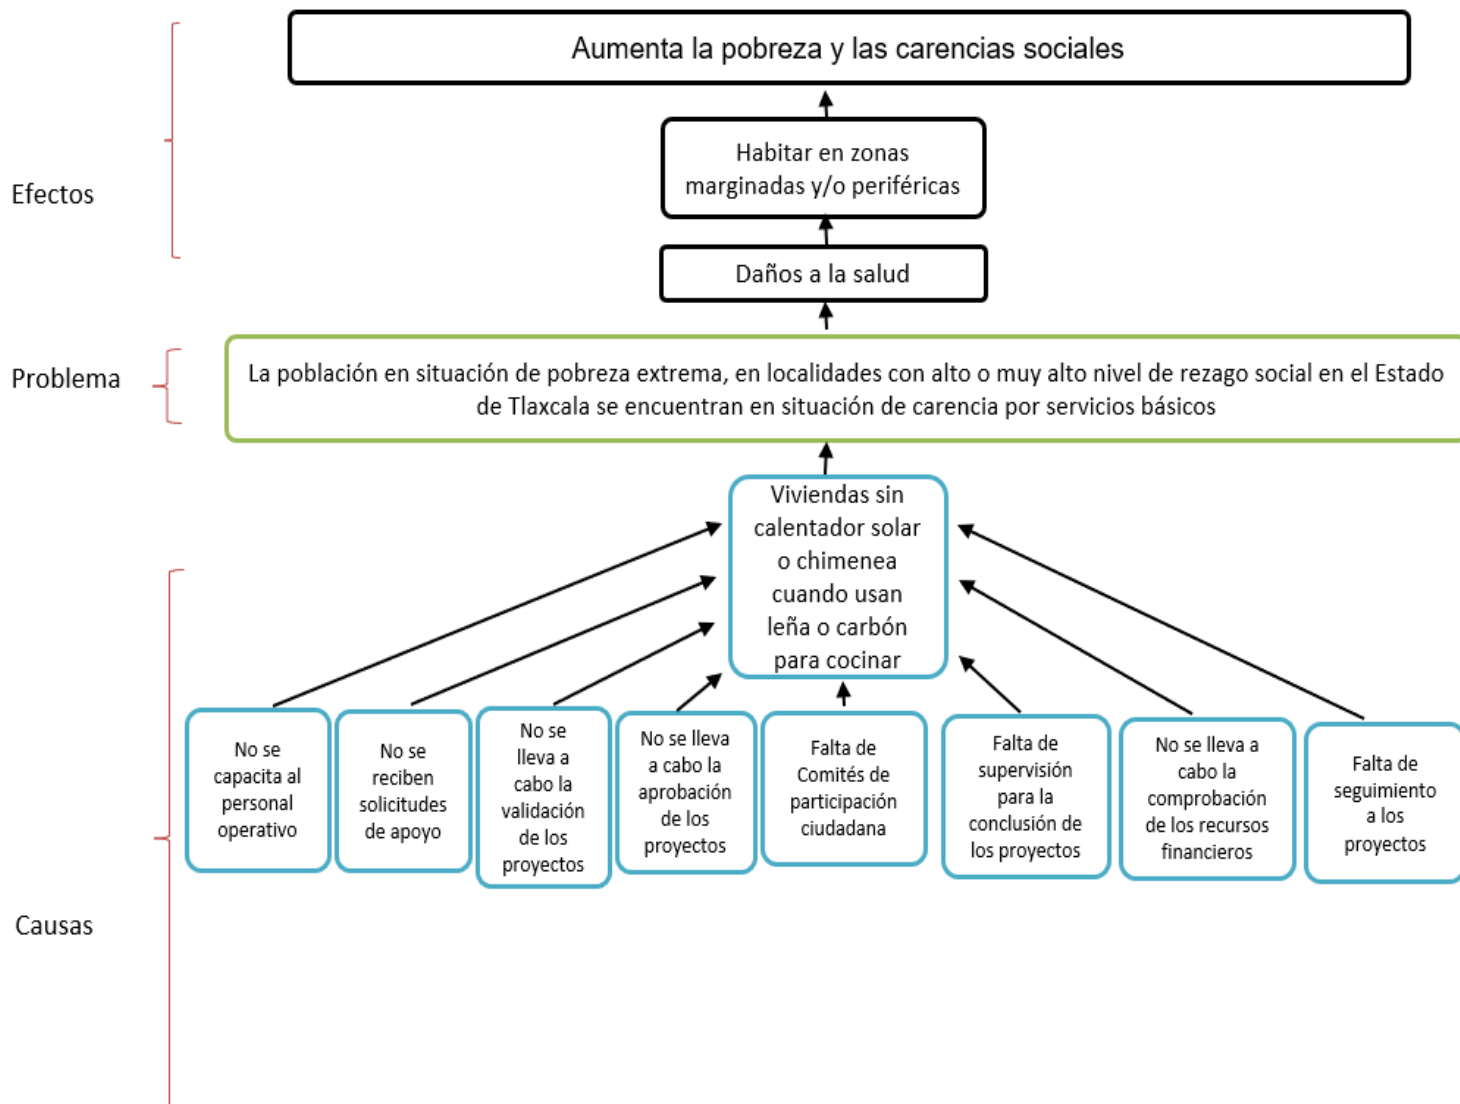 Aumenta la pobreza y las carencias sociales
Habitar en zonas
marginadas y/o periféricas
Efectos
Daños a la salud
Problema
La población en situación de pobreza extrema, en localidades con alto o muy alto nivel de rezago social en el Estado
de Tlaxcala se encuentran en situación de carencia por servicios básicos
Viviendas sin
calentador solar
o chimenea
cuando usan
leña o carbón
para cocinar
No se
capacita al
personal
operativo
No se
reciben
solicitudes
de apoyo
No se
lleva a
cabo la
validación
de los
proyectos
No se lleva
a cabo la
aprobación
de los
proyectos
Falta de
Comités de
participación
ciudadana
Falta de
supervisión
para la
conclusión de
los proyectos
No se lleva a
cabo la
comprobación
de los recursos
financieros
Falta de
seguimiento
a los
proyectos
Causas